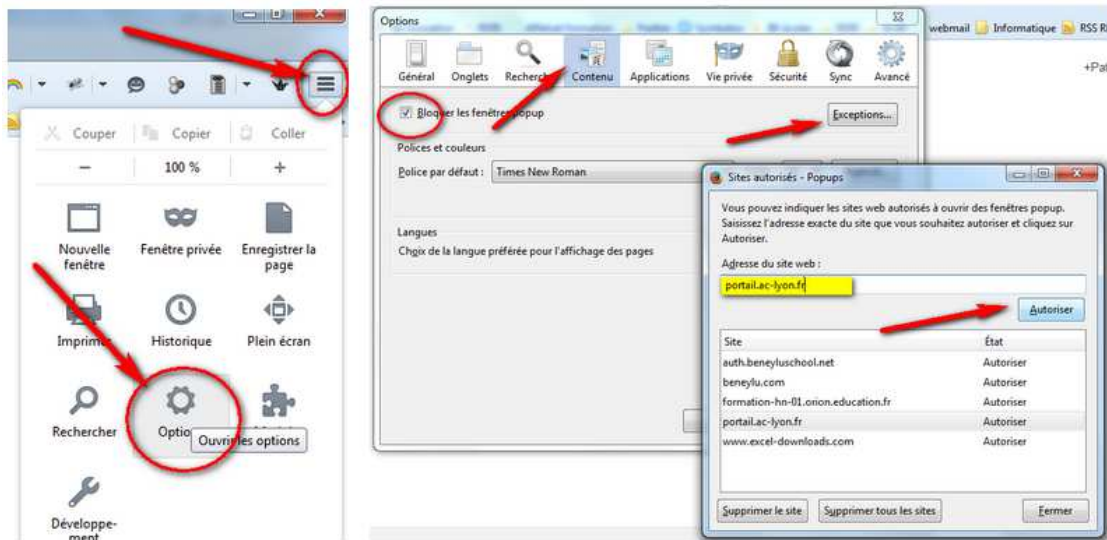 Couper Copier Coller
− 100 % +
Nouvelle fenêtre
Fenêtre privée
Enregistrer la page
Imprimer
Historique
Plein écran
Rechercher
Optio
Ouvrir les options
Développe-
ment
Options
Général Onglets Recherche Contenu Applications Vie privée Sécurité Sync Avancé
Bloquer les fenêtres popup
Exceptions...
Polices et couleurs
Police par défaut : Times New Roman
Langues
Choix de la langue préférée pour l'affichage des pages
webmail Informatique RSS R
+Pat
Sites autorisés - Popups
Vous pouvez indiquer les sites web autorisés à ouvrir des fenêtres popup.
Saisissez l'adresse exacte du site que vous souhaitez autoriser et cliquez sur
Autoriser.
Adresse du site web :
portail.ac-lyon.fr
Autoriser
Site État
auth.beneyluschool.net Autoriser
beneylu.com Autoriser
formation-hn-01.orion.education.fr Autoriser
portail.ac-lyon.fr Autoriser
www.excel-downloads.com Autoriser
Supprimer le site Supprimer tous les sites Fermer